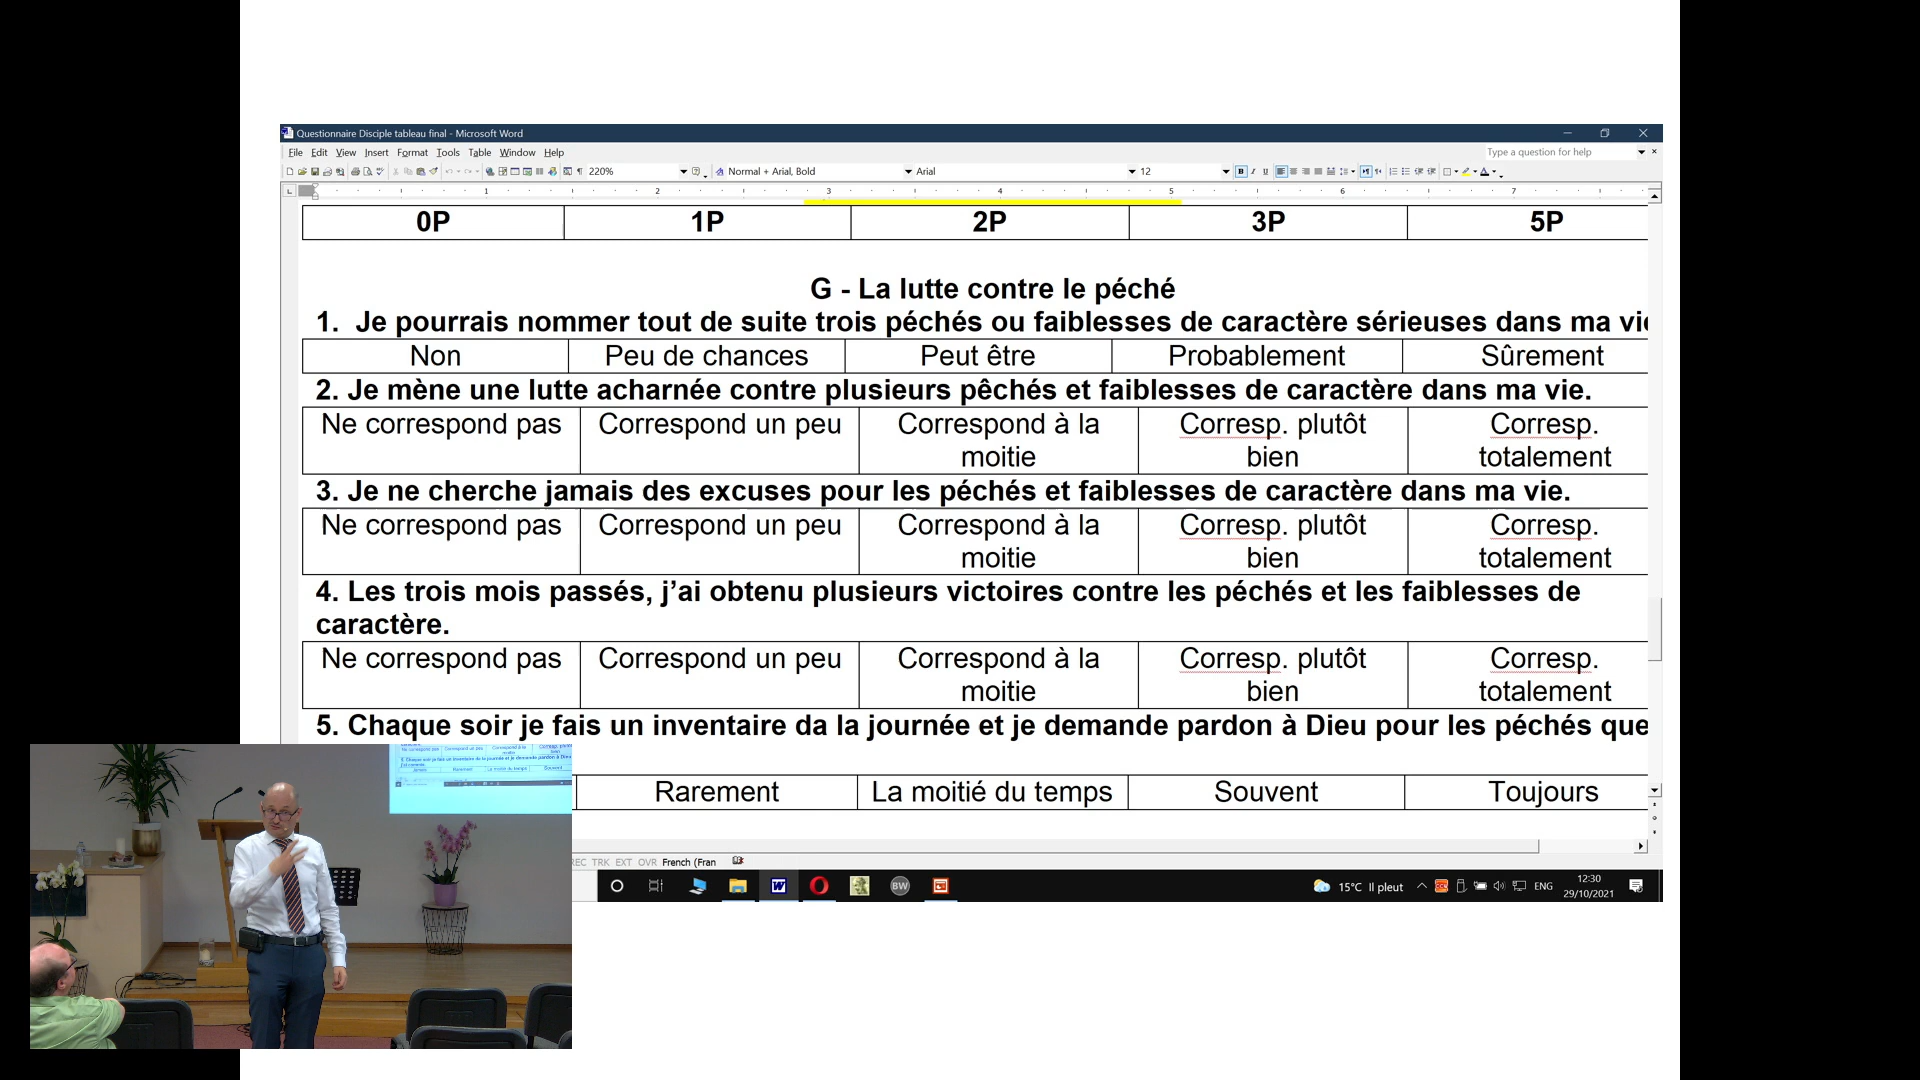 Questionnaire Disciple tableau final - Microsoft Word
File Edit View Insert Format Tools Table Window Help
Type a question for help
220%
Normal + Arial, Bold
Arial
12
1 2 3 4 5 6 7
0P 1P 2P 3P 5P
G - La lutte contre le péché
1. Je pourrais nommer tout de suite trois péchés ou faiblesses de caractère sérieuses dans ma vi
Non Peu de chances Peut être Probablement Sûrement
2. Je mène une lutte acharnée contre plusieurs pêchés et faiblesses de caractère dans ma vie.
Ne correspond pas Correspond un peu Correspond à la moitie Corresp. plutôt bien Corresp. totalement
3. Je ne cherche jamais des excuses pour les péchés et faiblesses de caractère dans ma vie.
Ne correspond pas Correspond un peu Correspond à la moitie Corresp. plutôt bien Corresp. totalement
4. Les trois mois passés, j’ai obtenu plusieurs victoires contre les péchés et les faiblesses de
caractère.
Ne correspond pas Correspond un peu Correspond à la moitie Corresp. plutôt bien Corresp. totalement
5. Chaque soir je fais un inventaire da la journée et je demande pardon à Dieu pour les péchés que
Rarement La moitié du temps Souvent Toujours
TRK EXT OVR French (Fran
BW
15°C Il pleut
ENG
12:30
29/10/2021